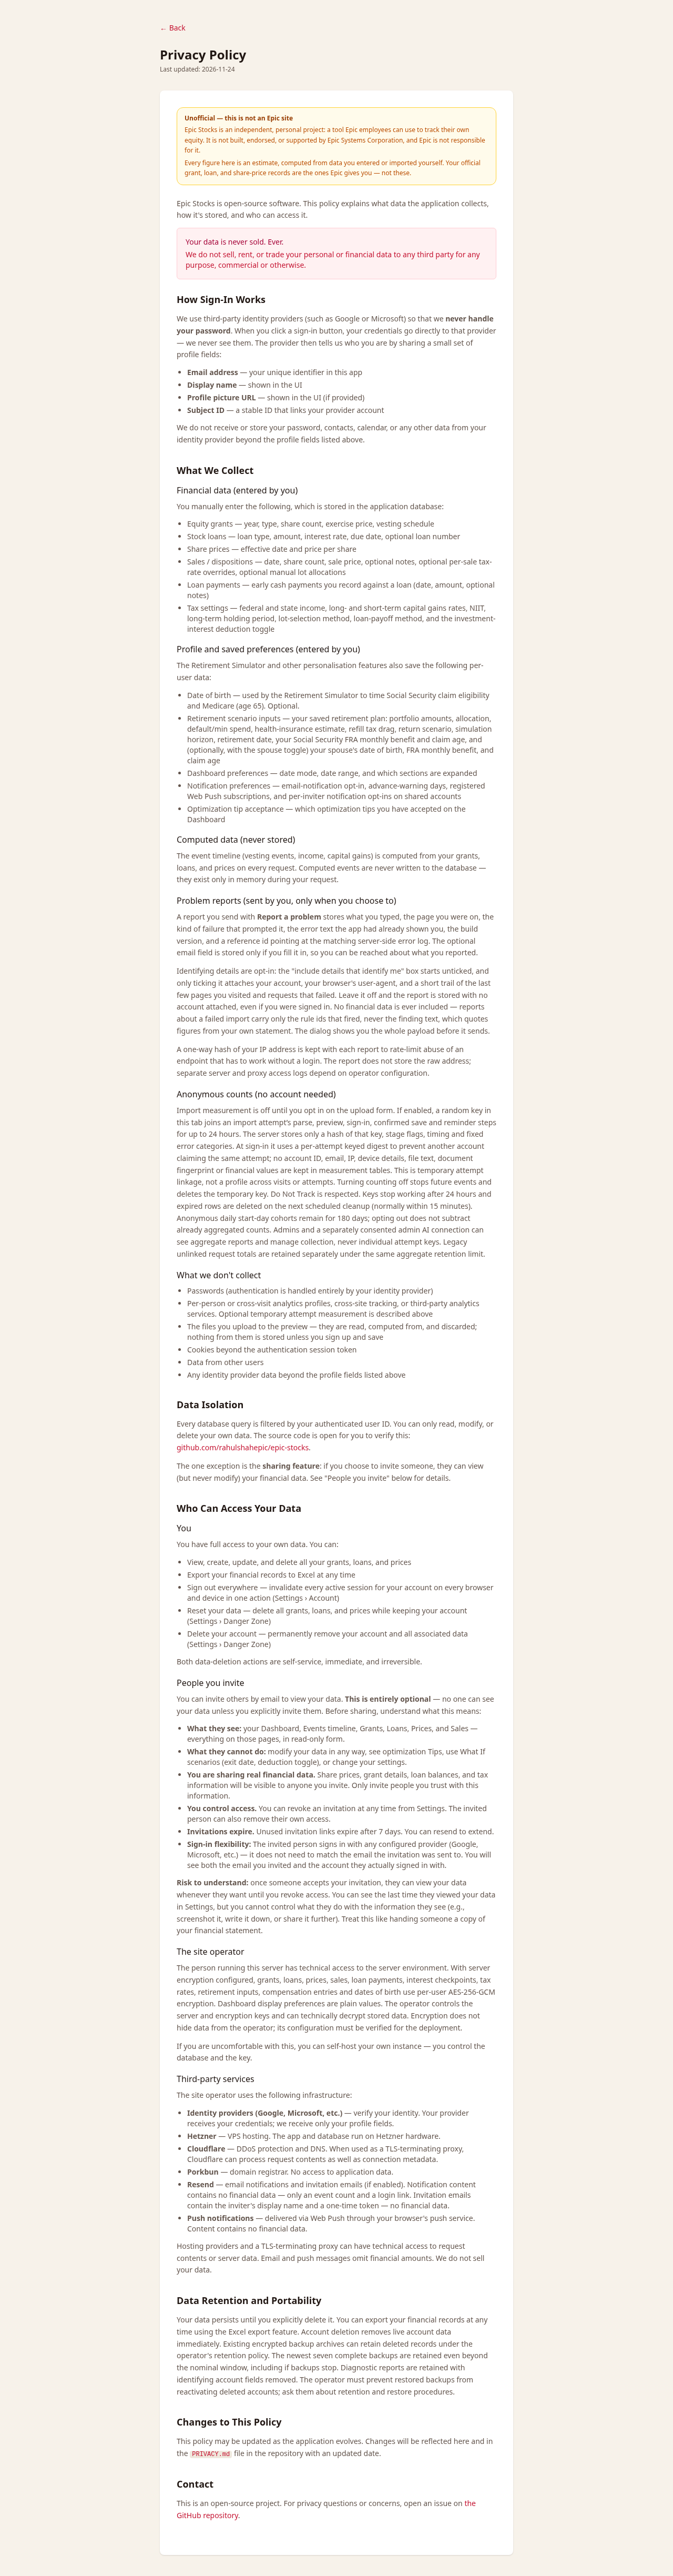 ← Back
Privacy Policy
Last updated: 2026-11-24
Unofficial — this is not an Epic site
Epic Stocks is an independent, personal project: a tool Epic employees can use to track their own
equity. It is not built, endorsed, or supported by Epic Systems Corporation, and Epic is not responsible
for it.
Every figure here is an estimate, computed from data you entered or imported yourself. Your official
grant, loan, and share-price records are the ones Epic gives you — not these.
Epic Stocks is open-source software. This policy explains what data the application collects,
how it's stored, and who can access it.
Your data is never sold. Ever.
We do not sell, rent, or trade your personal or financial data to any third party for any
purpose, commercial or otherwise.
How Sign-In Works
We use third-party identity providers (such as Google or Microsoft) so that we never handle
your password. When you click a sign-in button, your credentials go directly to that provider
— we never see them. The provider then tells us who you are by sharing a small set of
profile fields:
• Email address — your unique identifier in this app
• Display name — shown in the UI
• Profile picture URL — shown in the UI (if provided)
• Subject ID — a stable ID that links your provider account
We do not receive or store your password, contacts, calendar, or any other data from your
identity provider beyond the profile fields listed above.
What We Collect
Financial data (entered by you)
You manually enter the following, which is stored in the application database:
• Equity grants — year, type, share count, exercise price, vesting schedule
• Stock loans — loan type, amount, interest rate, due date, optional loan number
• Share prices — effective date and price per share
• Sales / dispositions — date, share count, sale price, optional notes, optional per-sale tax-
rate overrides, optional manual lot allocations
• Loan payments — early cash payments you record against a loan (date, amount, optional
notes)
• Tax settings — federal and state income, long- and short-term capital gains rates, NIIT,
long-term holding period, lot-selection method, loan-payoff method, and the investment-
interest deduction toggle
Profile and saved preferences (entered by you)
The Retirement Simulator and other personalisation features also save the following per-
user data:
• Date of birth — used by the Retirement Simulator to time Social Security claim eligibility
and Medicare (age 65). Optional.
• Retirement scenario inputs — your saved retirement plan: portfolio amounts, allocation,
default/min spend, health-insurance estimate, refill tax drag, return scenario, simulation
horizon, retirement date, your Social Security FRA monthly benefit and claim age, and
(optionally, with the spouse toggle) your spouse's date of birth, FRA monthly benefit, and
claim age
• Dashboard preferences — date mode, date range, and which sections are expanded
• Notification preferences — email-notification opt-in, advance-warning days, registered
Web Push subscriptions, and per-inviter notification opt-ins on shared accounts
• Optimization tip acceptance — which optimization tips you have accepted on the
Dashboard
Computed data (never stored)
The event timeline (vesting events, income, capital gains) is computed from your grants,
loans, and prices on every request. Computed events are never written to the database —
they exist only in memory during your request.
Problem reports (sent by you, only when you choose to)
A report you send with Report a problem stores what you typed, the page you were on, the
kind of failure that prompted it, the error text the app had already shown you, the build
version, and a reference id pointing at the matching server-side error log. The optional
email field is stored only if you fill it in, so you can be reached about what you reported.
Identifying details are opt-in: the "include details that identify me" box starts unticked, and
only ticking it attaches your account, your browser's user-agent, and a short trail of the last
few pages you visited and requests that failed. Leave it off and the report is stored with no
account attached, even if you were signed in. No financial data is ever included — reports
about a failed import carry only the rule ids that fired, never the finding text, which quotes
figures from your own statement. The dialog shows you the whole payload before it sends.
A one-way hash of your IP address is kept with each report to rate-limit abuse of an
endpoint that has to work without a login. The report does not store the raw address;
separate server and proxy access logs depend on operator configuration.
Anonymous counts (no account needed)
Import measurement is off until you opt in on the upload form. If enabled, a random key in
this tab joins an import attempt's parse, preview, sign-in, confirmed save and reminder steps
for up to 24 hours. The server stores only a hash of that key, stage flags, timing and fixed
error categories. At sign-in it uses a per-attempt keyed digest to prevent another account
claiming the same attempt; no account ID, email, IP, device details, file text, document
fingerprint or financial values are kept in measurement tables. This is temporary attempt
linkage, not a profile across visits or attempts. Turning counting off stops future events and
deletes the temporary key. Do Not Track is respected. Keys stop working after 24 hours and
expired rows are deleted on the next scheduled cleanup (normally within 15 minutes).
Anonymous daily start-day cohorts remain for 180 days; opting out does not subtract
already aggregated counts. Admins and a separately consented admin AI connection can
see aggregate reports and manage collection, never individual attempt keys. Legacy
unlinked request totals are retained separately under the same aggregate retention limit.
What we don't collect
• Passwords (authentication is handled entirely by your identity provider)
• Per-person or cross-visit analytics profiles, cross-site tracking, or third-party analytics
services. Optional temporary attempt measurement is described above
• The files you upload to the preview — they are read, computed from, and discarded;
nothing from them is stored unless you sign up and save
• Cookies beyond the authentication session token
• Data from other users
• Any identity provider data beyond the profile fields listed above
Data Isolation
Every database query is filtered by your authenticated user ID. You can only read, modify, or
delete your own data. The source code is open for you to verify this:
github.com/rahulshahepic/epic-stocks.
The one exception is the sharing feature: if you choose to invite someone, they can view
(but never modify) your financial data. See "People you invite" below for details.
Who Can Access Your Data
You
You have full access to your own data. You can:
• View, create, update, and delete all your grants, loans, and prices
• Export your financial records to Excel at any time
• Sign out everywhere — invalidate every active session for your account on every browser
and device in one action (Settings › Account)
• Reset your data — delete all grants, loans, and prices while keeping your account
(Settings › Danger Zone)
• Delete your account — permanently remove your account and all associated data
(Settings › Danger Zone)
Both data-deletion actions are self-service, immediate, and irreversible.
People you invite
You can invite others by email to view your data. This is entirely optional — no one can see
your data unless you explicitly invite them. Before sharing, understand what this means:
• What they see: your Dashboard, Events timeline, Grants, Loans, Prices, and Sales —
everything on those pages, in read-only form.
• What they cannot do: modify your data in any way, see optimization Tips, use What If
scenarios (exit date, deduction toggle), or change your settings.
• You are sharing real financial data. Share prices, grant details, loan balances, and tax
information will be visible to anyone you invite. Only invite people you trust with this
information.
• You control access. You can revoke an invitation at any time from Settings. The invited
person can also remove their own access.
• Invitations expire. Unused invitation links expire after 7 days. You can resend to extend.
• Sign-in flexibility: The invited person signs in with any configured provider (Google,
Microsoft, etc.) — it does not need to match the email the invitation was sent to. You will
see both the email you invited and the account they actually signed in with.
Risk to understand: once someone accepts your invitation, they can view your data
whenever they want until you revoke access. You can see the last time they viewed your data
in Settings, but you cannot control what they do with the information they see (e.g.,
screenshot it, write it down, or share it further). Treat this like handing someone a copy of
your financial statement.
The site operator
The person running this server has technical access to the server environment. With server
encryption configured, grants, loans, prices, sales, loan payments, interest checkpoints, tax
rates, retirement inputs, compensation entries and dates of birth use per-user AES-256-GCM
encryption. Dashboard display preferences are plain values. The operator controls the
server and encryption keys and can technically decrypt stored data. Encryption does not
hide data from the operator; its configuration must be verified for the deployment.
If you are uncomfortable with this, you can self-host your own instance — you control the
database and the key.
Third-party services
The site operator uses the following infrastructure:
• Identity providers (Google, Microsoft, etc.) — verify your identity. Your provider
receives your credentials; we receive only your profile fields.
• Hetzner — VPS hosting. The app and database run on Hetzner hardware.
• Cloudflare — DDoS protection and DNS. When used as a TLS-terminating proxy,
Cloudflare can process request contents as well as connection metadata.
• Porkbun — domain registrar. No access to application data.
• Resend — email notifications and invitation emails (if enabled). Notification content
contains no financial data — only an event count and a login link. Invitation emails
contain the inviter's display name and a one-time token — no financial data.
• Push notifications — delivered via Web Push through your browser's push service.
Content contains no financial data.
Hosting providers and a TLS-terminating proxy can have technical access to request
contents or server data. Email and push messages omit financial amounts. We do not sell
your data.
Data Retention and Portability
Your data persists until you explicitly delete it. You can export your financial records at any
time using the Excel export feature. Account deletion removes live account data
immediately. Existing encrypted backup archives can retain deleted records under the
operator's retention policy. The newest seven complete backups are retained even beyond
the nominal window, including if backups stop. Diagnostic reports are retained with
identifying account fields removed. The operator must prevent restored backups from
reactivating deleted accounts; ask them about retention and restore procedures.
Changes to This Policy
This policy may be updated as the application evolves. Changes will be reflected here and in
the PRIVACY.md file in the repository with an updated date.
Contact
This is an open-source project. For privacy questions or concerns, open an issue on the
GitHub repository.